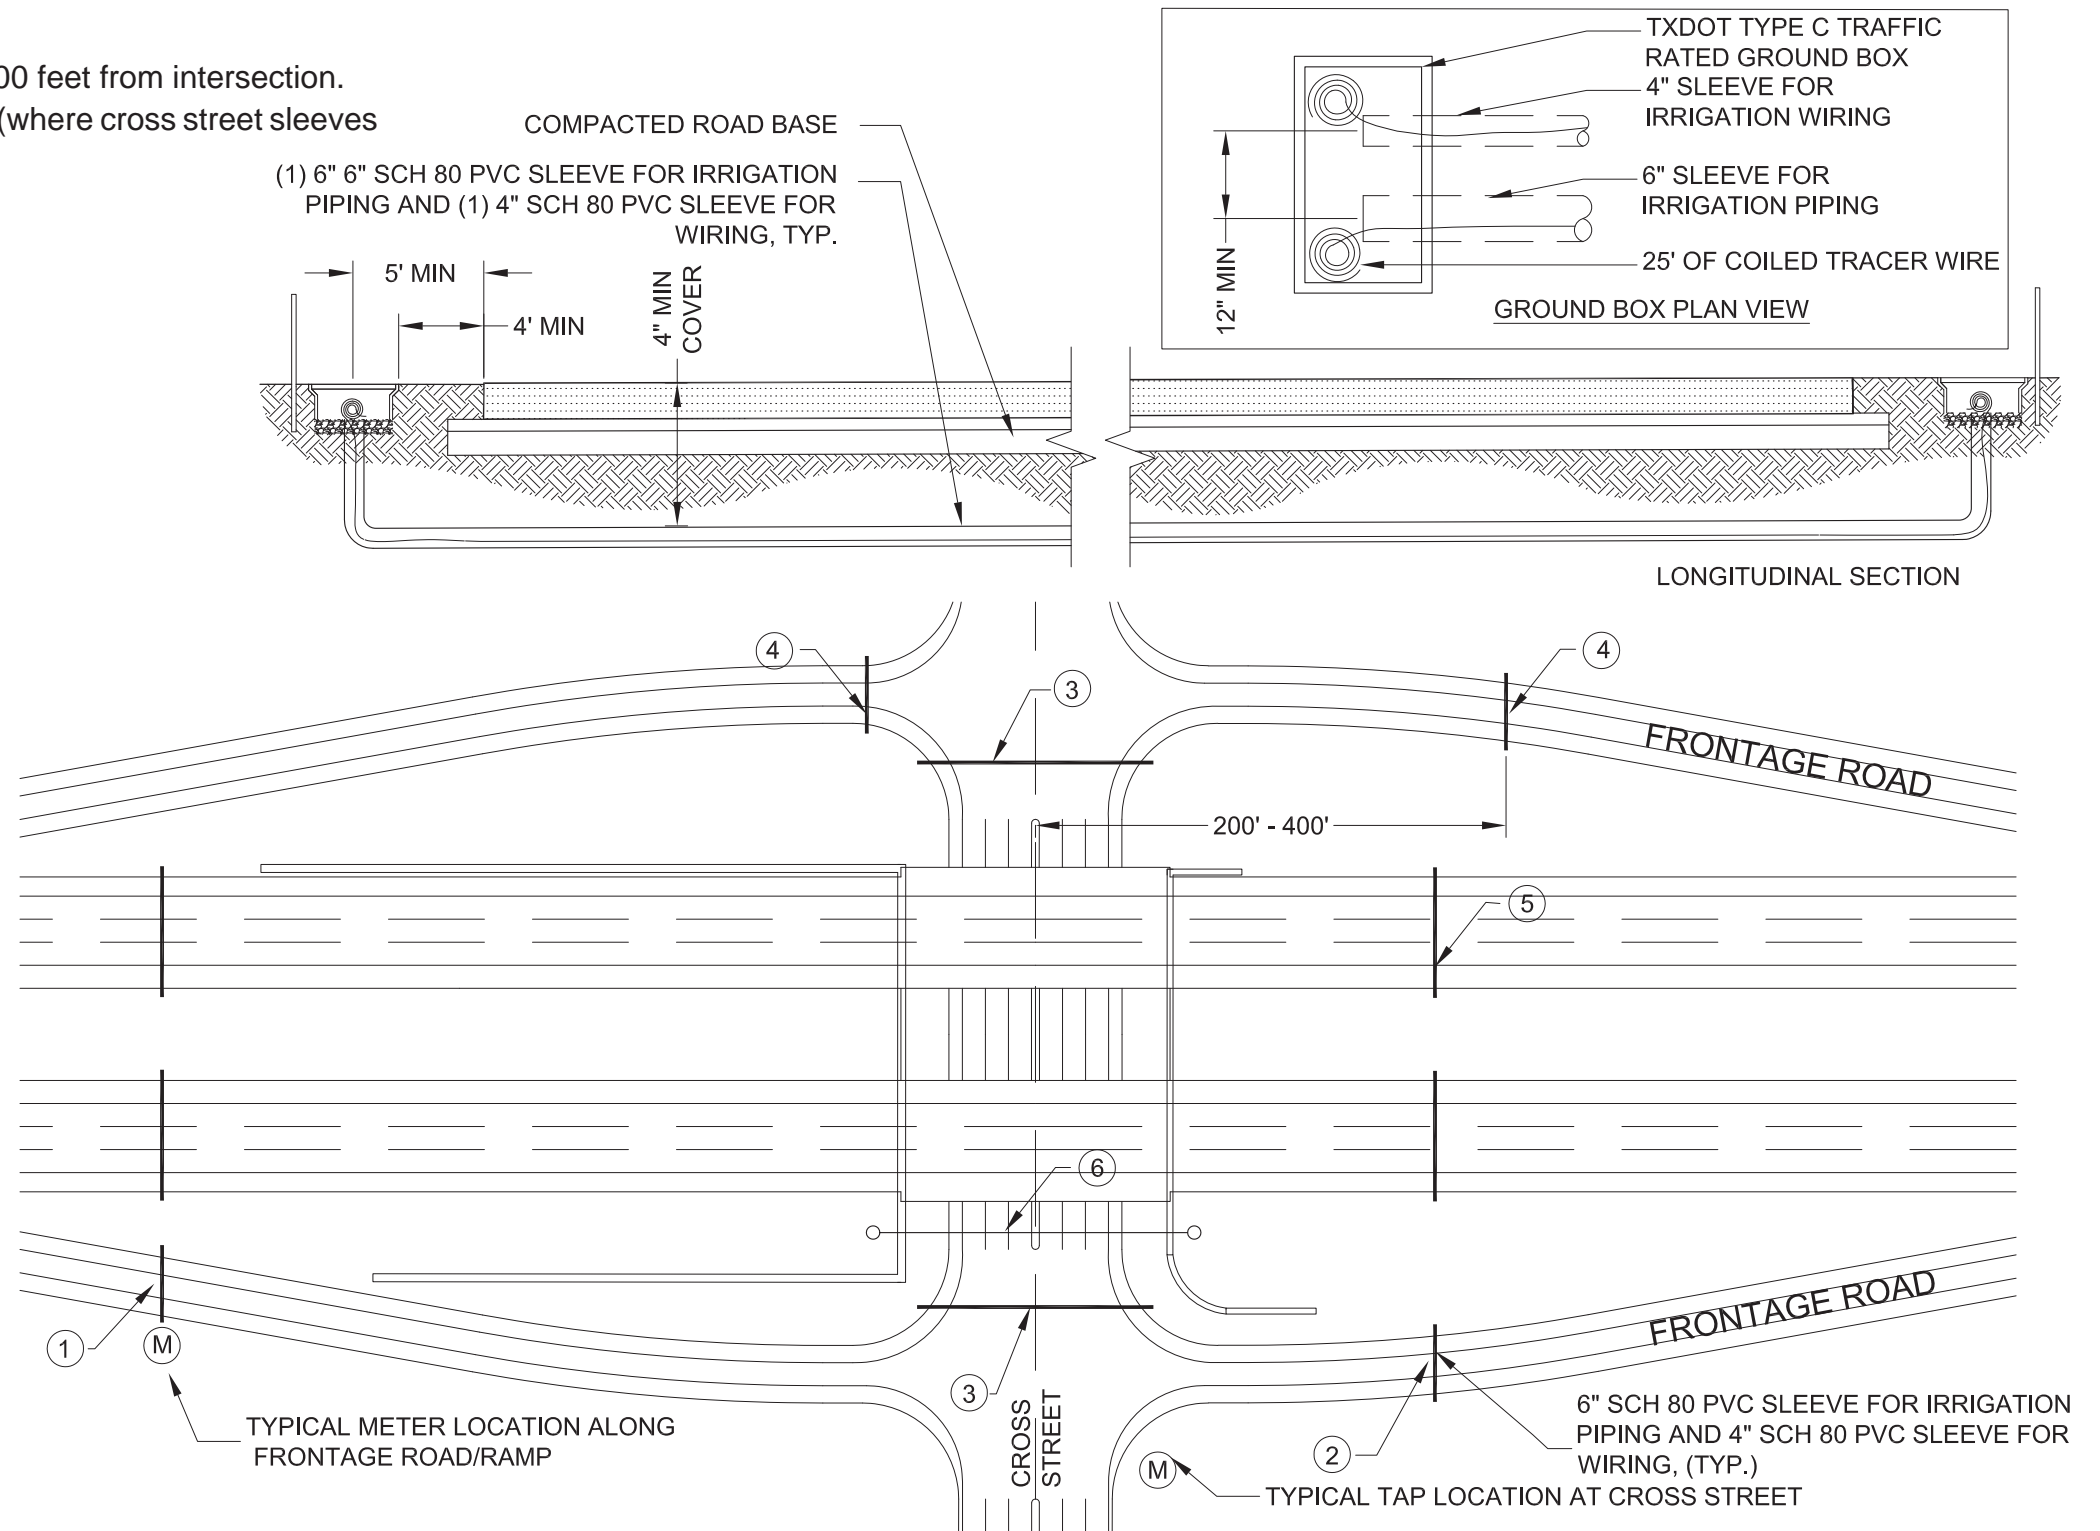 00 feet from intersection.
(where cross street sleeves
COMPACTED ROAD BASE
(1) 6" 6" SCH 80 PVC SLEEVE FOR IRRIGATION
PIPING AND (1) 4" SCH 80 PVC SLEEVE FOR
WIRING, TYP.
5' MIN
4' MIN
4" MIN
COVER
TXDOT TYPE C TRAFFIC
RATED GROUND BOX
4" SLEEVE FOR
IRRIGATION WIRING
6" SLEEVE FOR
IRRIGATION PIPING
25' OF COILED TRACER WIRE
12" MIN
GROUND BOX PLAN VIEW
LONGITUDINAL SECTION
4
3
4
FRONTAGE ROAD
200' - 400'
5
6
1
M
TYPICAL METER LOCATION ALONG
FRONTAGE ROAD/RAMP
3
CROSS
STREET
FRONTAGE ROAD
2
6" SCH 80 PVC SLEEVE FOR IRRIGATION
PIPING AND 4" SCH 80 PVC SLEEVE FOR
WIRING, (TYP.)
M
TYPICAL TAP LOCATION AT CROSS STREET